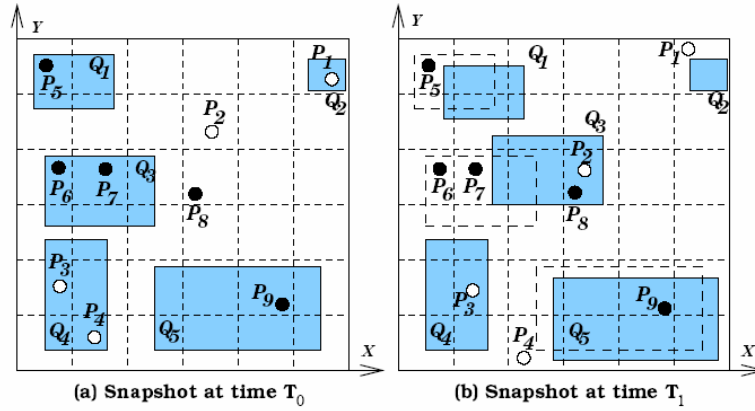 Y
P5
Q1
P1
Q2
P2
P6
P7
Q3
P8
P3
P4
Q4
Q5
P9
X
(a) Snapshot at time T0
Y
P5
Q1
P1
Q2
Q3
P2
P6
P7
P8
P3
Q4
P4
Q5
P9
X
(b) Snapshot at time T1